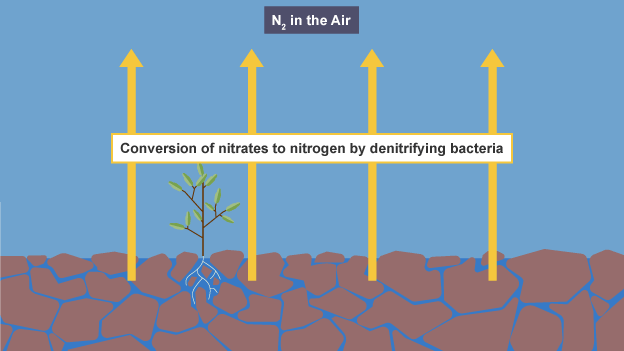 N₂ in the Air
Conversion of nitrates to nitrogen by denitrifying bacteria